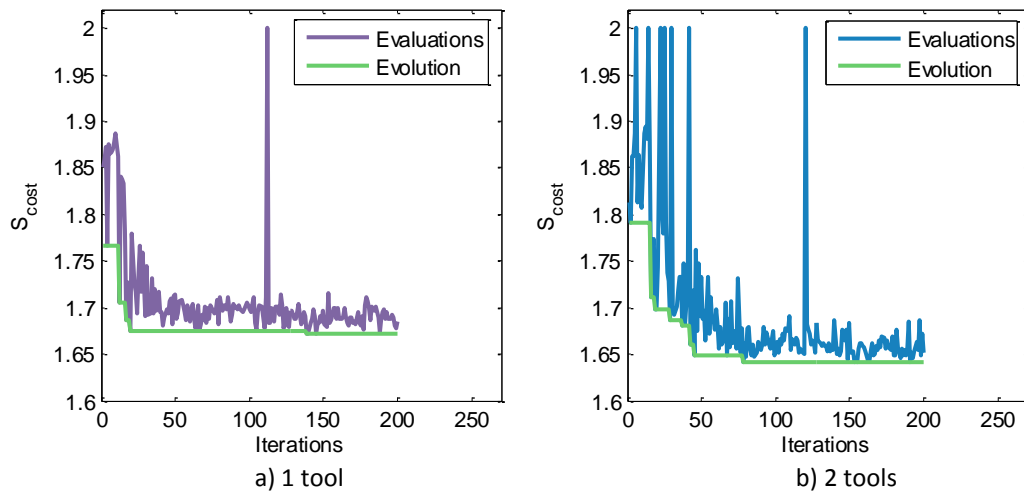 2
1.95
1.9
1.85
1.8
1.75
1.7
1.65
1.6
S_cost
0 50 100 150 200 250
Iterations
Evaluations
Evolution
a) 1 tool
2
1.95
1.9
1.85
1.8
1.75
1.7
1.65
1.6
S_cost
0 50 100 150 200 250
Iterations
Evaluations
Evolution
b) 2 tools